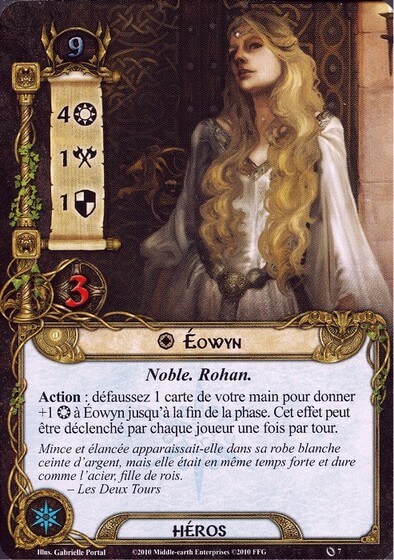 9
4
1
1
3
Éowyn
Noble. Rohan.
Action : défaussez 1 carte de votre main pour donner
+1 à Éowyn jusqu'à la fin de la phase. Cet effet peut
être déclenché par chaque joueur une fois par tour.
Mince et élancée apparaissait-elle dans sa robe blanche
ceinte d'argent, mais elle était en même temps forte et dure
comme l'acier, fille de rois.
– Les Deux Tours
HÉROS
Illus. Gabrielle Portal ©2010 Middle-earth Enterprises ©2010 FFG 7